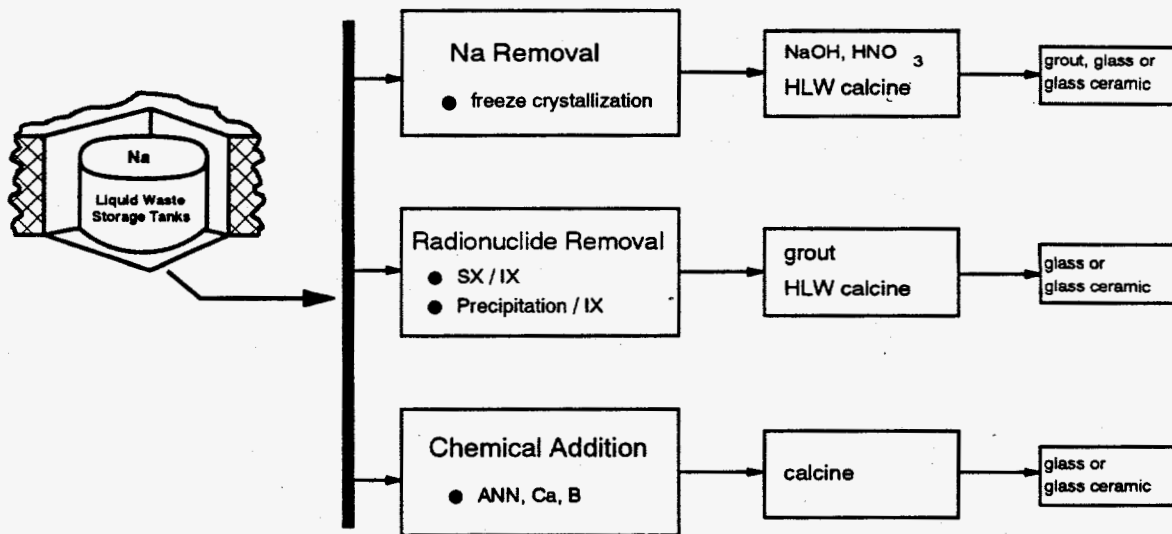 Na
Liquid Waste
Storage Tanks
Na Removal
● freeze crystallization
NaOH, HNO3
HLW calcine
grout, glass or
glass ceramic
Radionuclide Removal
● SX / IX
● Precipitation / IX
grout
HLW calcine
glass or
glass ceramic
Chemical Addition
● ANN, Ca, B
calcine
glass or
glass ceramic